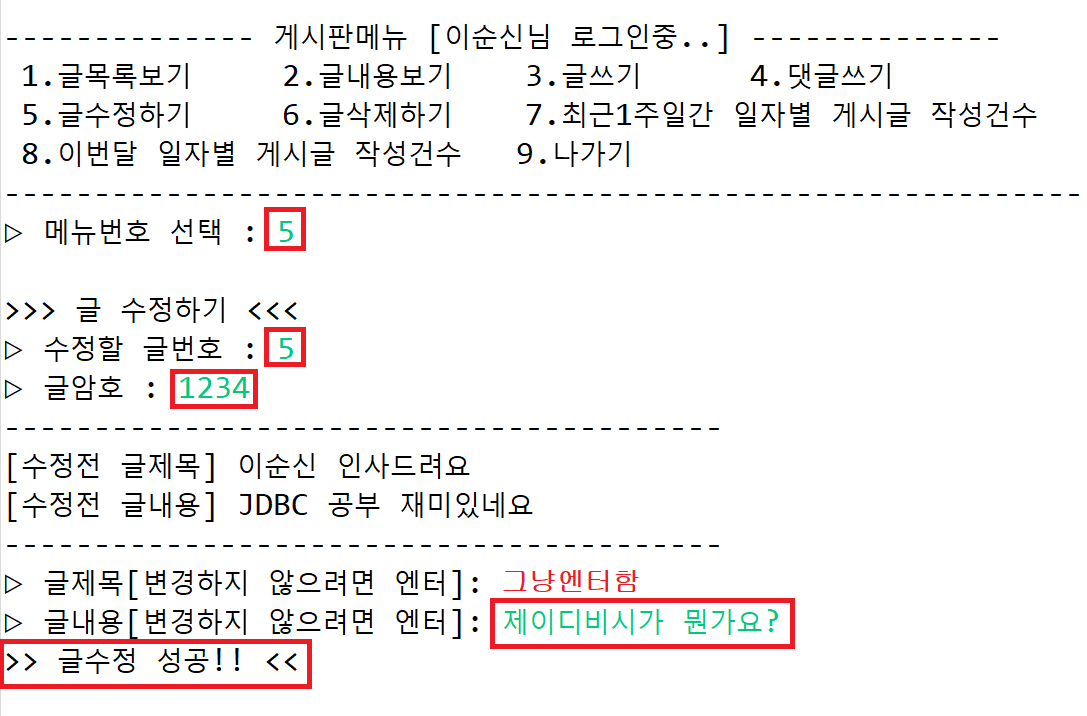 -------------- 게시판메뉴 [이순신님 로그인중..] --------------
1.글목록보기 2.글내용보기 3.글쓰기 4.댓글쓰기
5.글수정하기 6.글삭제하기 7.최근1주일간 일자별 게시글 작성건수
8.이번달 일자별 게시글 작성건수 9.나가기
------------------------------------------------------------
▷ 메뉴번호 선택 : 5
>>> 글 수정하기 <<<
▷ 수정할 글번호 : 5
▷ 글암호 : 1234
----------------------------------------
[수정전 글제목] 이순신 인사드려요
[수정전 글내용] JDBC 공부 재미있네요
----------------------------------------
▷ 글제목[변경하지 않으려면 엔터]: 그냥엔터함
▷ 글내용[변경하지 않으려면 엔터]: 제이디비시가 뭔가요?
>> 글수정 성공!! <<